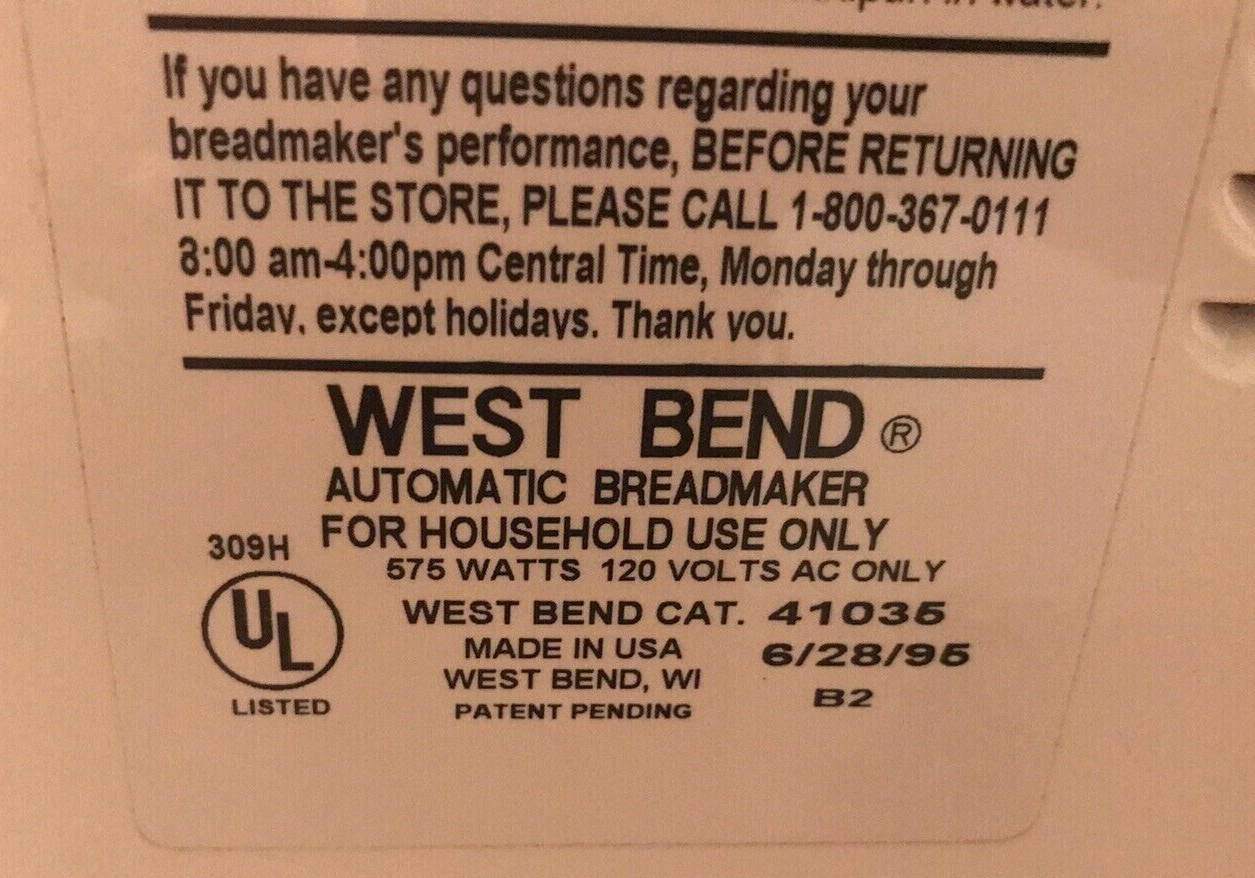 in water.
If you have any questions regarding your
breadmaker's performance, BEFORE RETURNING
IT TO THE STORE, PLEASE CALL 1-800-367-0111
8:00 am-4:00pm Central Time, Monday through
Friday, except holidays. Thank you.
WEST BEND ®
AUTOMATIC BREADMAKER
FOR HOUSEHOLD USE ONLY
309H
575 WATTS 120 VOLTS AC ONLY
UL
LISTED
WEST BEND CAT. 41035
MADE IN USA 6/28/95
WEST BEND, WI
B2
PATENT PENDING